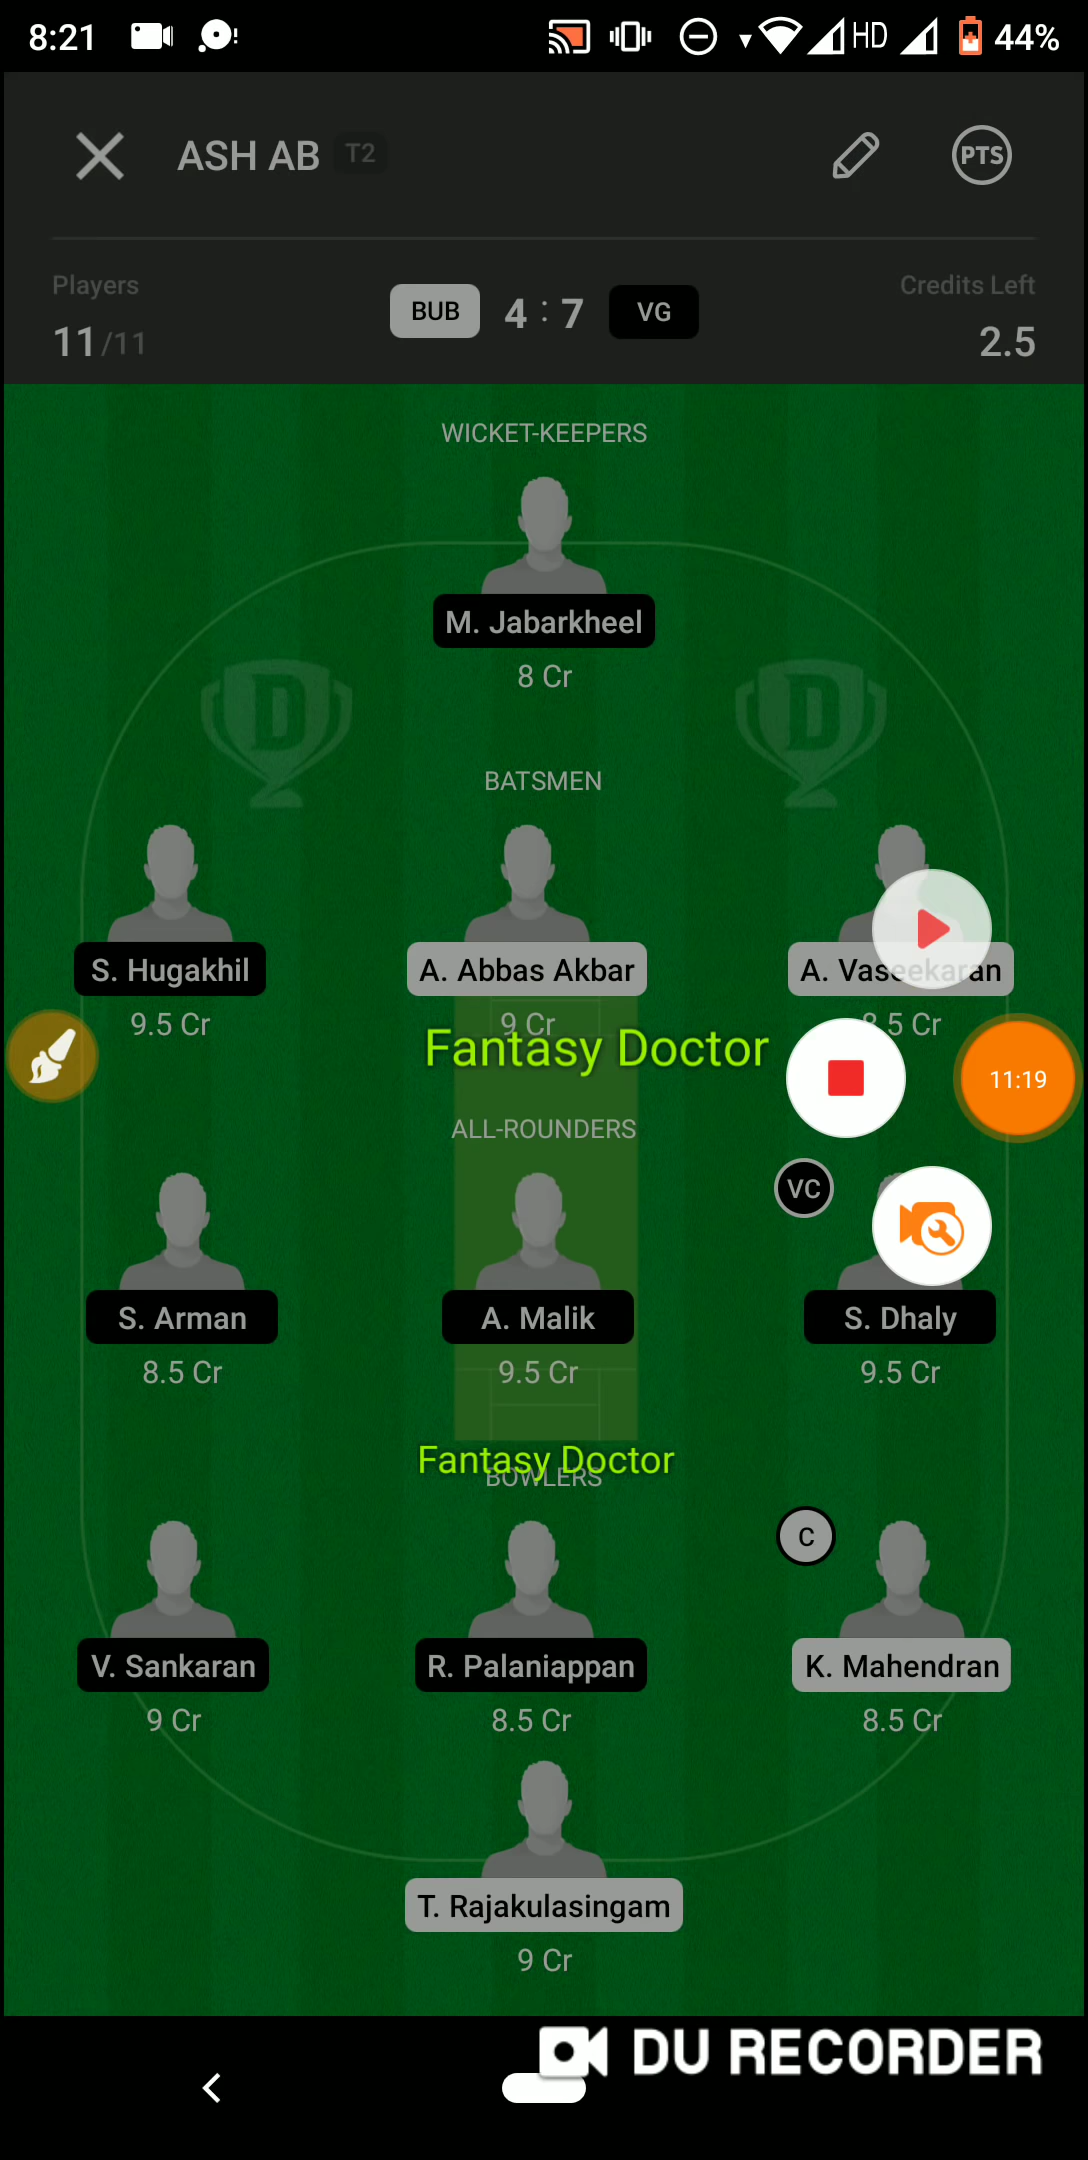 8:21 HD 44%
ASH AB T2 PTS
Players Credits Left
BUB 4 : 7 VG
11/11 2.5
WICKET-KEEPERS
M. Jabarkheel
8 Cr
BATSMEN
S. Hugakhil A. Abbas Akbar A. Vaseekaran
9.5 Cr 9 Cr 8.5 Cr
Fantasy Doctor
11:19
ALL-ROUNDERS
VC
S. Arman A. Malik S. Dhaly
8.5 Cr 9.5 Cr 9.5 Cr
Fantasy Doctor
BOWLERS
C
V. Sankaran R. Palaniappan K. Mahendran
9 Cr 8.5 Cr 8.5 Cr
T. Rajakulasingam
9 Cr
DU RECORDER